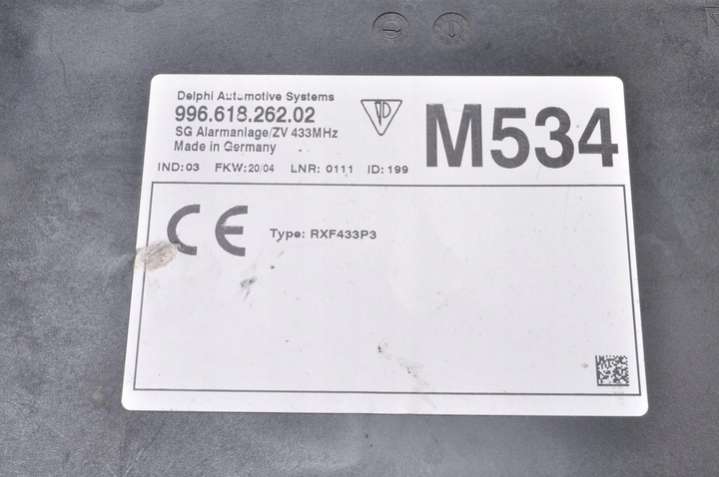 Delphi Automotive Systems
996.618.262.02
SG Alarmanlage/ZV 433MHz
Made in Germany
M534
IND:03 FKW:20/04 LNR: 0111 ID:199
CE
Type: RXF433P3